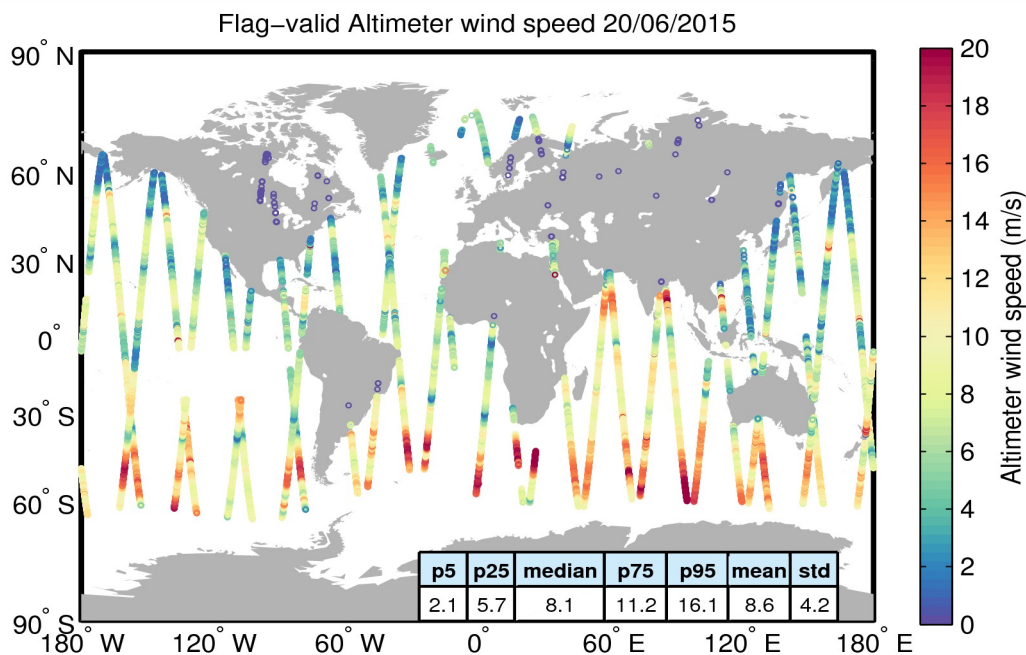 Flag−valid Altimeter wind speed 20/06/2015
90° N
60° N
30° N
0°
30° S
60° S
90° S
180° W
120° W
60° W
0°
60° E
120° E
180° E
p5 p25 median p75 p95 mean std
2.1 5.7 8.1 11.2 16.1 8.6 4.2
20
18
16
14
12
10
8
6
4
2
0
Altimeter wind speed (m/s)